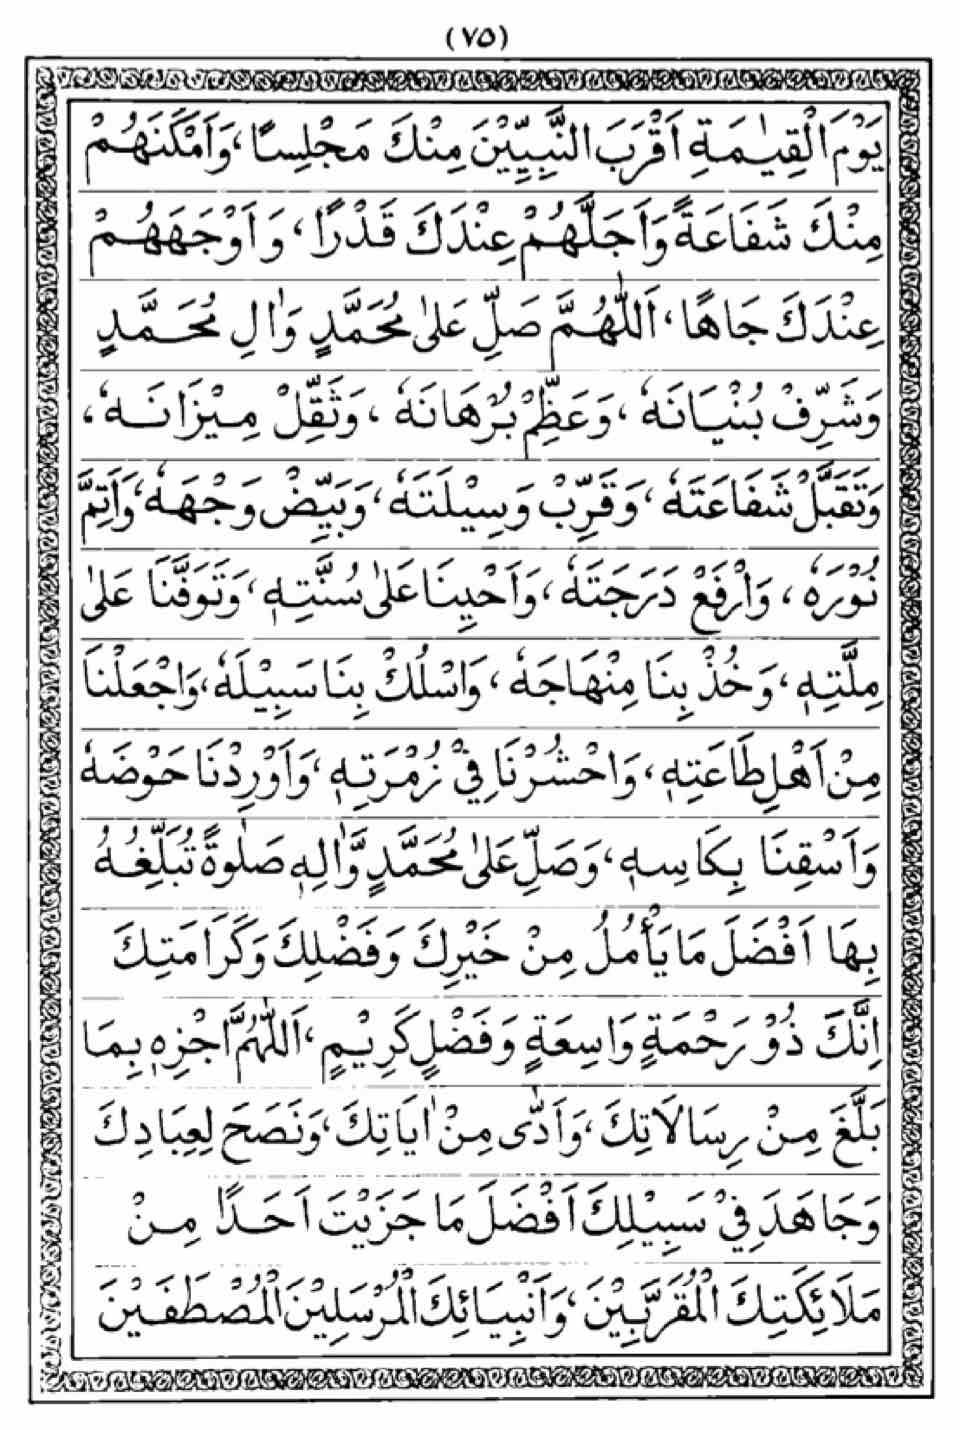 (٧٥)
يَوْمَ الْقِيٰمَةِ اَقْرَبَ النَّبِيِّيْنَ مِنْكَ مَجْلِسًا، وَاَمْكَنَهُمْ
مِنْكَ شَفَاعَةً وَاَجَلَّهُمْ عِنْدَكَ قَدْرًا، وَ اَوْجَهَهُمْ
عِنْدَكَ جَاهًا، اَللّٰهُمَّ صَلِّ عَلٰى مُحَمَّدٍ وَاٰلِ مُحَمَّدٍ
وَشَرِّفْ بُنْيَانَهٗ، وَعَظِّمْ بُرْهَانَهٗ، وَثَقِّلْ مِيْزَانَهٗ،
وَتَقَبَّلْ شَفَاعَتَهٗ، وَقَرِّبْ وَسِيْلَتَهٗ، وَبَيِّضْ وَجْهَهٗ، وَاَتِمَّ
نُوْرَهٗ، وَارْفَعْ دَرَجَتَهٗ، وَاَحْيِنَا عَلٰى سُنَّتِهٖ، وَتَوَفَّنَا عَلٰى
مِلَّتِهٖ، وَخُذْ بِنَا مِنْهَاجَهٗ، وَاسْلُكْ بِنَا سَبِيْلَهٗ، وَاجْعَلْنَا
مِنْ اَهْلِ طَاعَتِهٖ، وَاحْشُرْنَا فِيْ زُمْرَتِهٖ، وَاَوْرِدْنَا حَوْضَهٗ
وَاَسْقِنَا بِكَاسِهٖ، وَصَلِّ عَلٰى مُحَمَّدٍ وَّاٰلِهٖ صَلٰوةً تُبَلِّغُهُ
بِهَا اَفْضَلَ مَا يَأْمُلُ مِنْ خَيْرِكَ وَفَضْلِكَ وَكَرَامَتِكَ
اِنَّكَ ذُوْ رَحْمَةٍ وَاسِعَةٍ وَفَضْلٍ كَرِيْمٍ، اَللّٰهُمَّ اجْزِهٖ بِمَا
بَلَّغَ مِنْ رِسَالَاتِكَ، وَاَدّٰى مِنْ اٰيَاتِكَ، وَنَصَحَ لِعِبَادِكَ
وَجَاهَدَ فِيْ سَبِيْلِكَ اَفْضَلَ مَا جَزَيْتَ اَحَدًا مِنْ
مَلَائِكَتِكَ الْمُقَرَّبِيْنَ، وَاَنْبِيَائِكَ الْمُرْسَلِيْنَ الْمُصْطَفَيْنَ